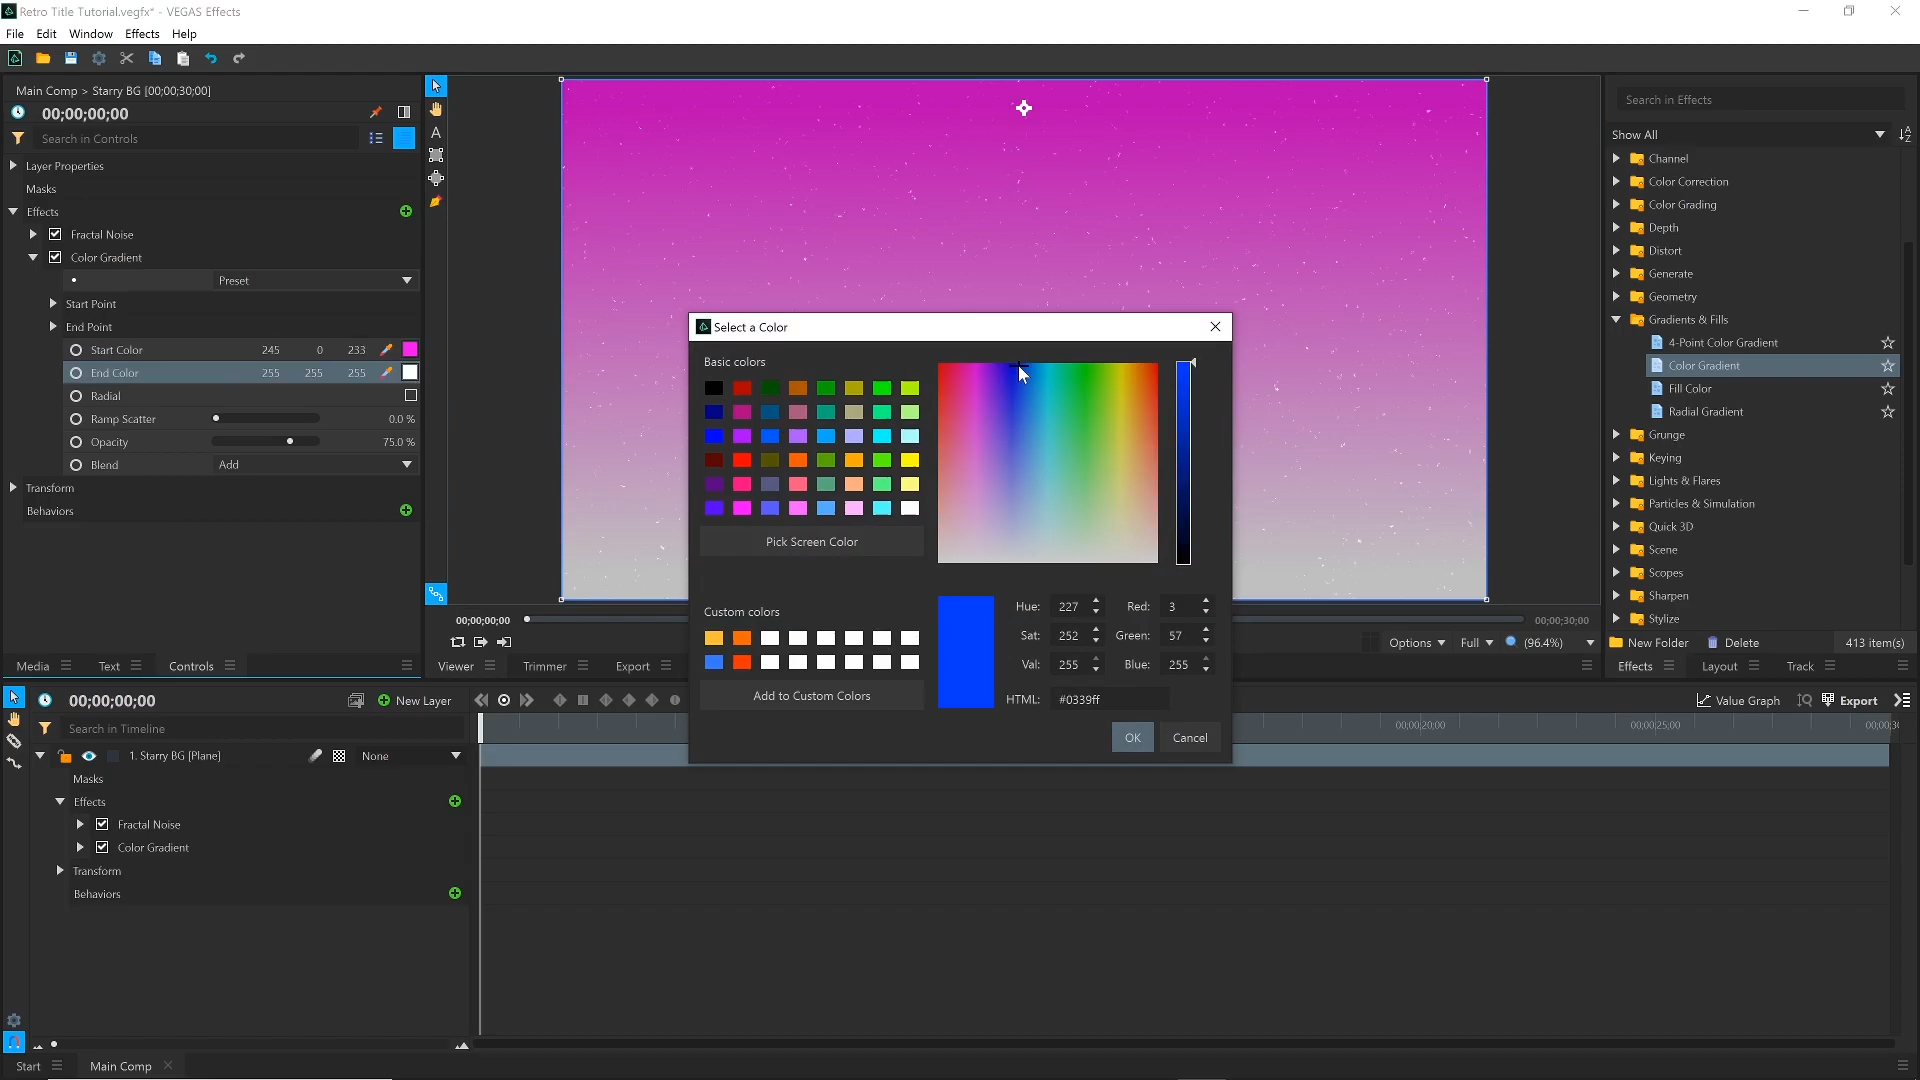 Retro Title Tutorial.vegfx* - VEGAS Effects
File Edit Window Effects Help
Main Comp > Starry BG [00;00;30;00]
00;00;00;00
Search in Controls
Layer Properties
Masks
Effects
Fractal Noise
Color Gradient
Preset
Start Point
End Point
Start Color 245 0 233
End Color 255 255 255
Radial
Ramp Scatter 0.0 %
Opacity 75.0 %
Blend Add
Transform
Behaviors
Media Text Controls
A
Select a Color
Basic colors
Pick Screen Color
Custom colors
Add to Custom Colors
Hue: 227 Red: 3
Sat: 252 Green: 57
Val: 255 Blue: 255
HTML: #0339ff
OK Cancel
00;00;00;00
00;00;30;00
Options Full (96.4%)
Viewer Trimmer Export
Search in Effects
Show All
Channel
Color Correction
Color Grading
Depth
Distort
Generate
Geometry
Gradients & Fills
4-Point Color Gradient
Color Gradient
Fill Color
Radial Gradient
Grunge
Keying
Lights & Flares
Particles & Simulation
Quick 3D
Scene
Scopes
Sharpen
Stylize
New Folder Delete 413 item(s)
Effects Layout Track
00;00;00;00
New Layer
Value Graph Export
Search in Timeline
00;00;20;00 00;00;25;00 00;00;30
1. Starry BG [Plane] None
Masks
Effects
Fractal Noise
Color Gradient
Transform
Behaviors
Start Main Comp